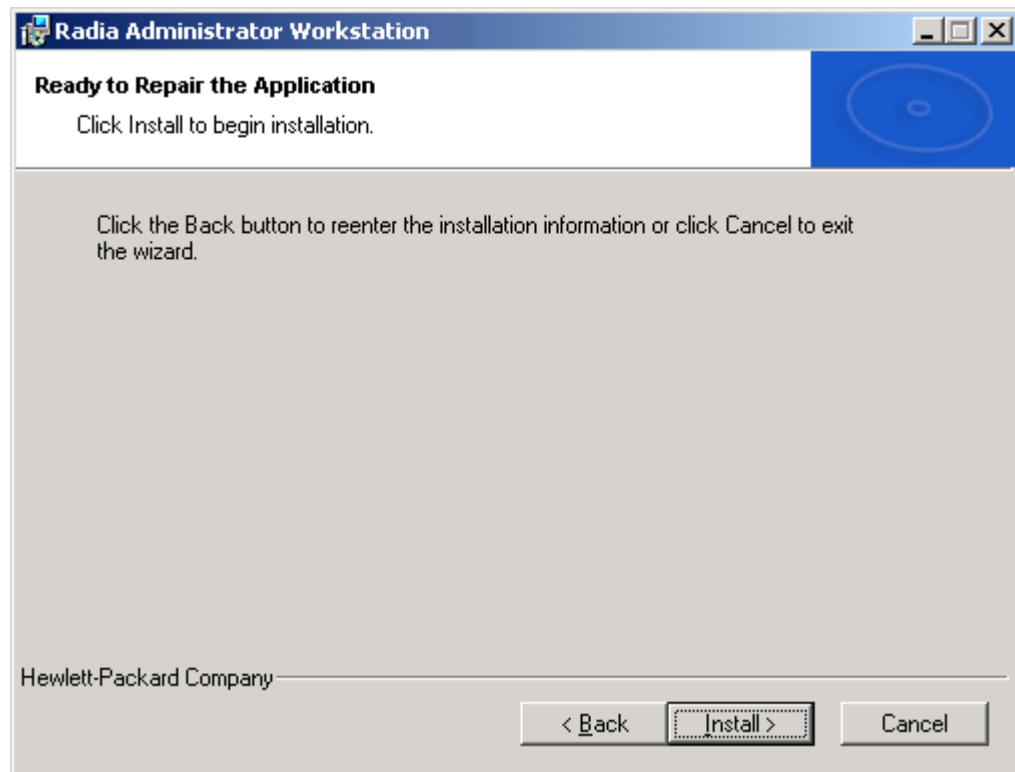 Radia Administrator Workstation
Ready to Repair the Application
Click Install to begin installation.
Click the Back button to reenter the installation information or click Cancel to exit
the wizard.
Hewlett-Packard Company
< Back
Install >
Cancel